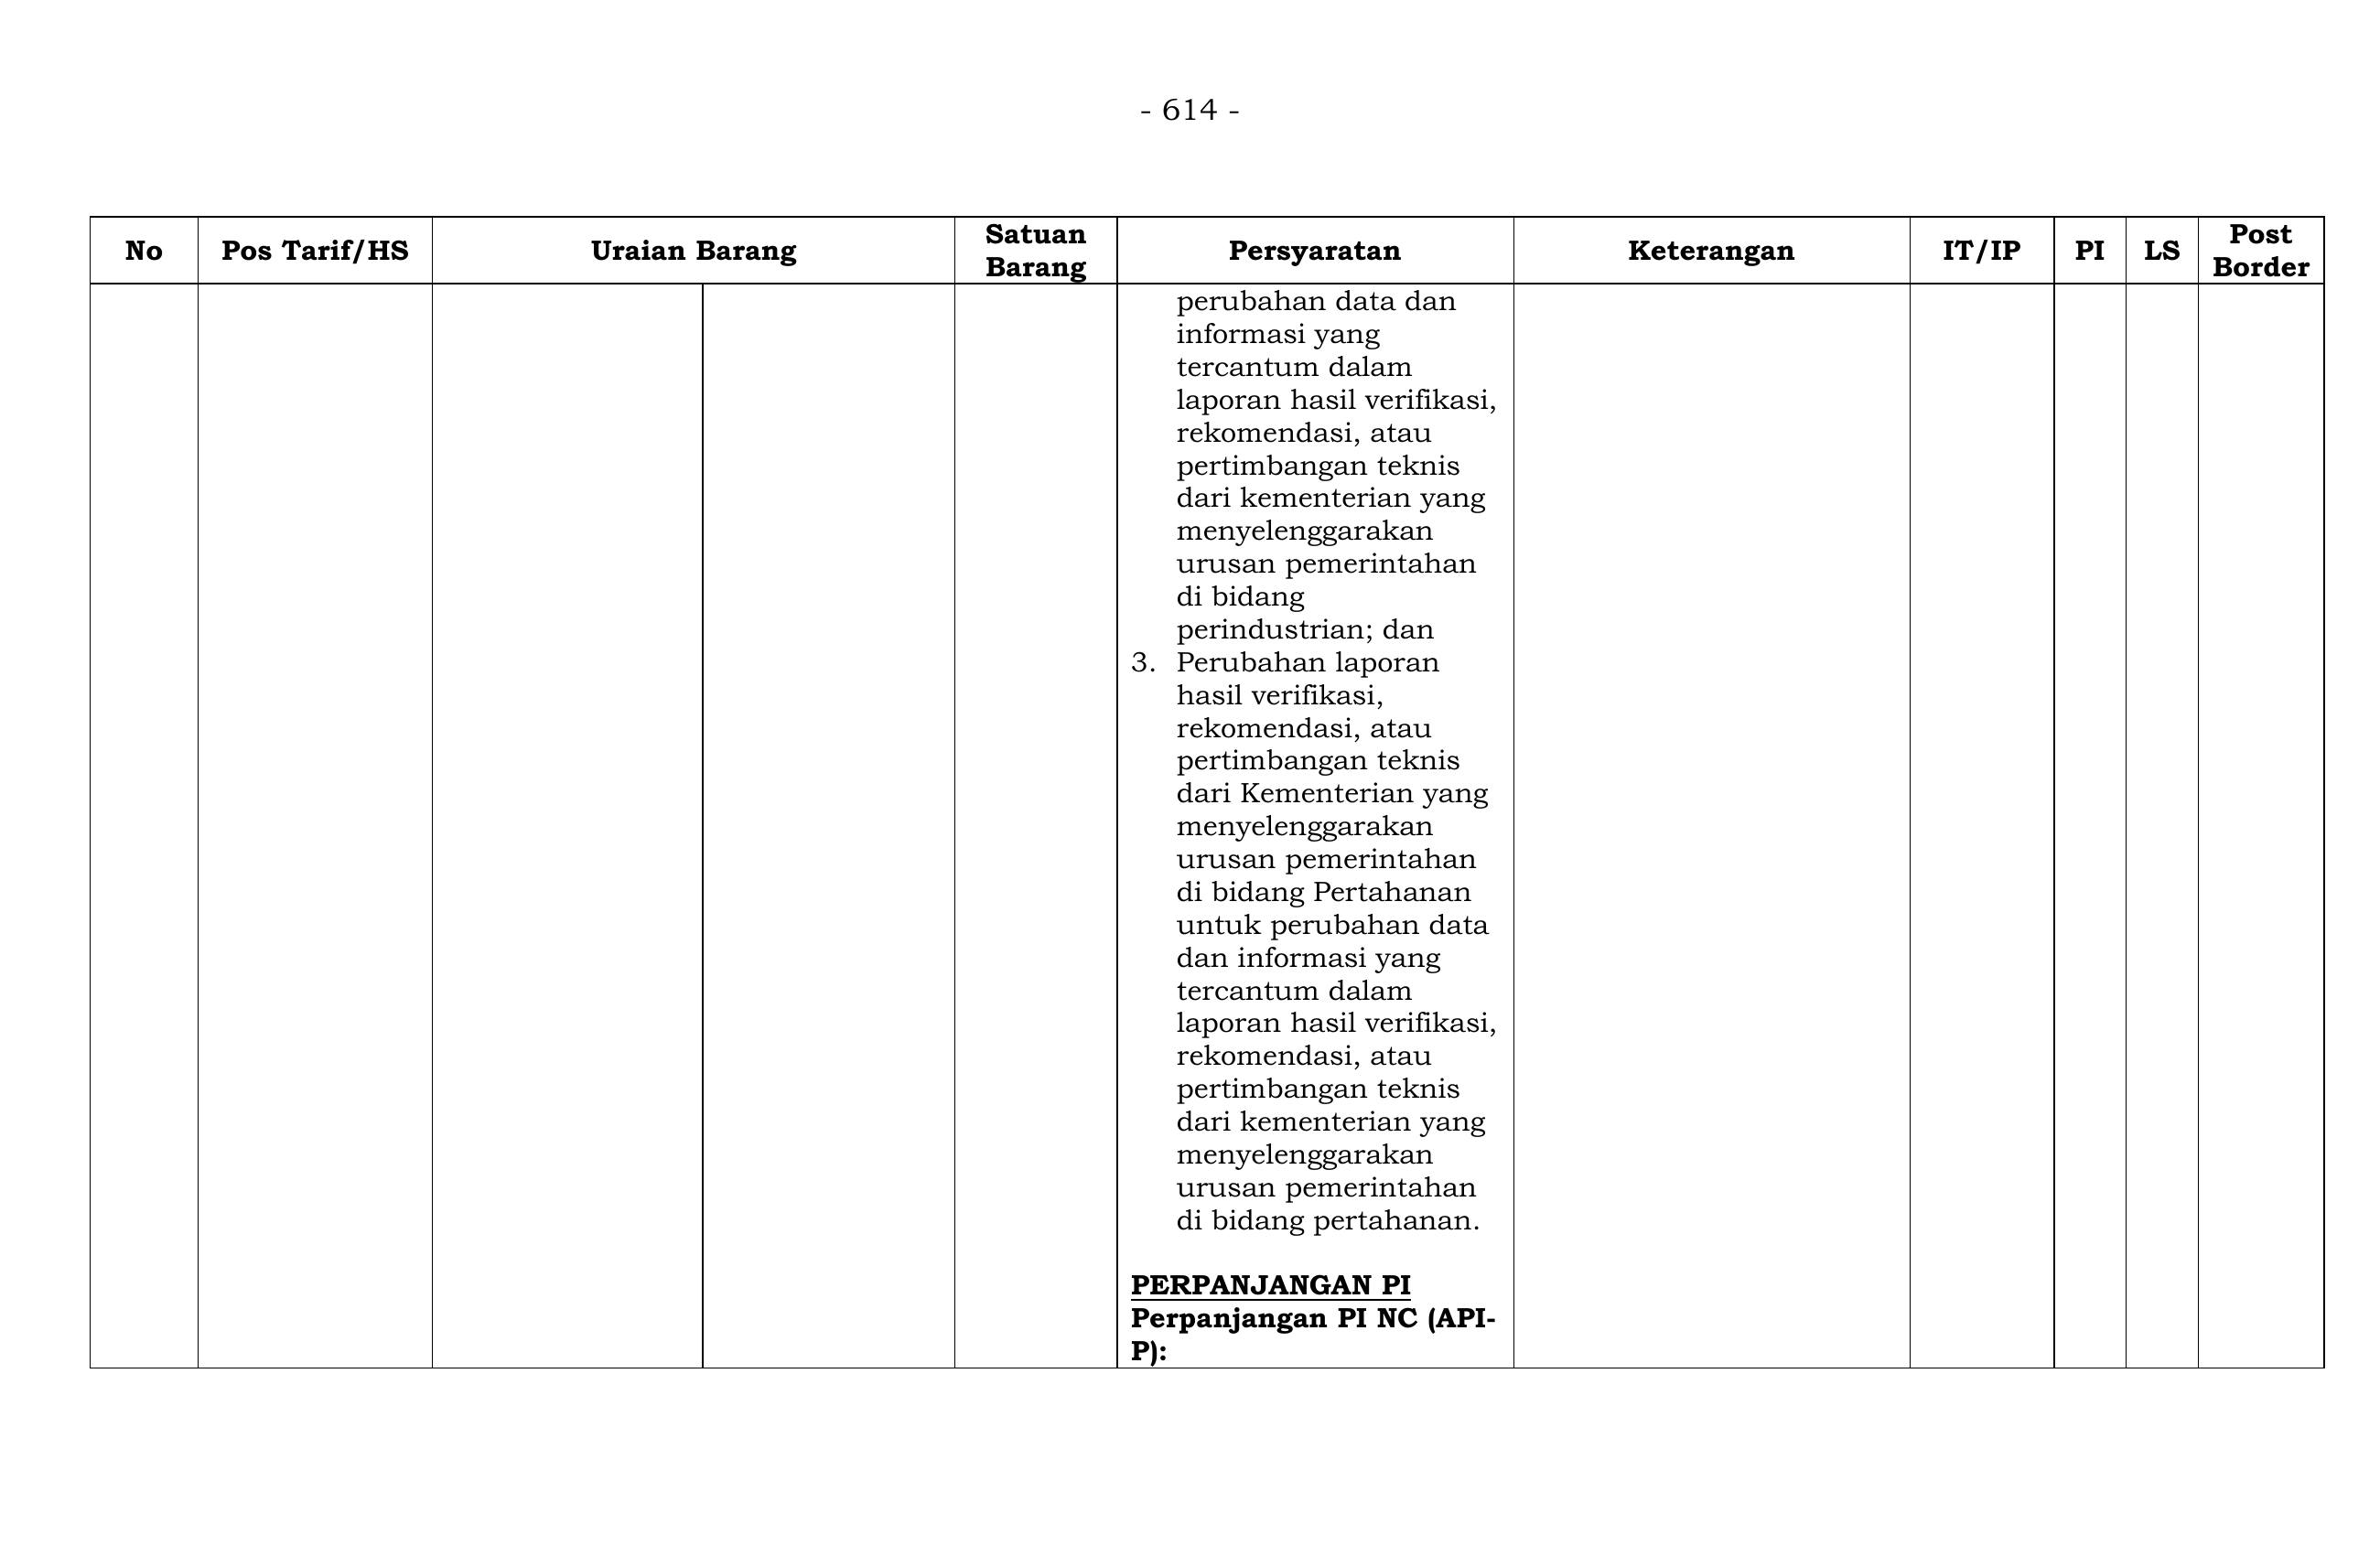 - 614 -
No Pos Tarif/HS Uraian Barang Satuan Barang Persyaratan Keterangan IT/IP PI LS Post Border
perubahan data dan
informasi yang
tercantum dalam
laporan hasil verifikasi,
rekomendasi, atau
pertimbangan teknis
dari kementerian yang
menyelenggarakan
urusan pemerintahan
di bidang
perindustrian; dan
3. Perubahan laporan
hasil verifikasi,
rekomendasi, atau
pertimbangan teknis
dari Kementerian yang
menyelenggarakan
urusan pemerintahan
di bidang Pertahanan
untuk perubahan data
dan informasi yang
tercantum dalam
laporan hasil verifikasi,
rekomendasi, atau
pertimbangan teknis
dari kementerian yang
menyelenggarakan
urusan pemerintahan
di bidang pertahanan.
PERPANJANGAN PI
Perpanjangan PI NC (API-
P):